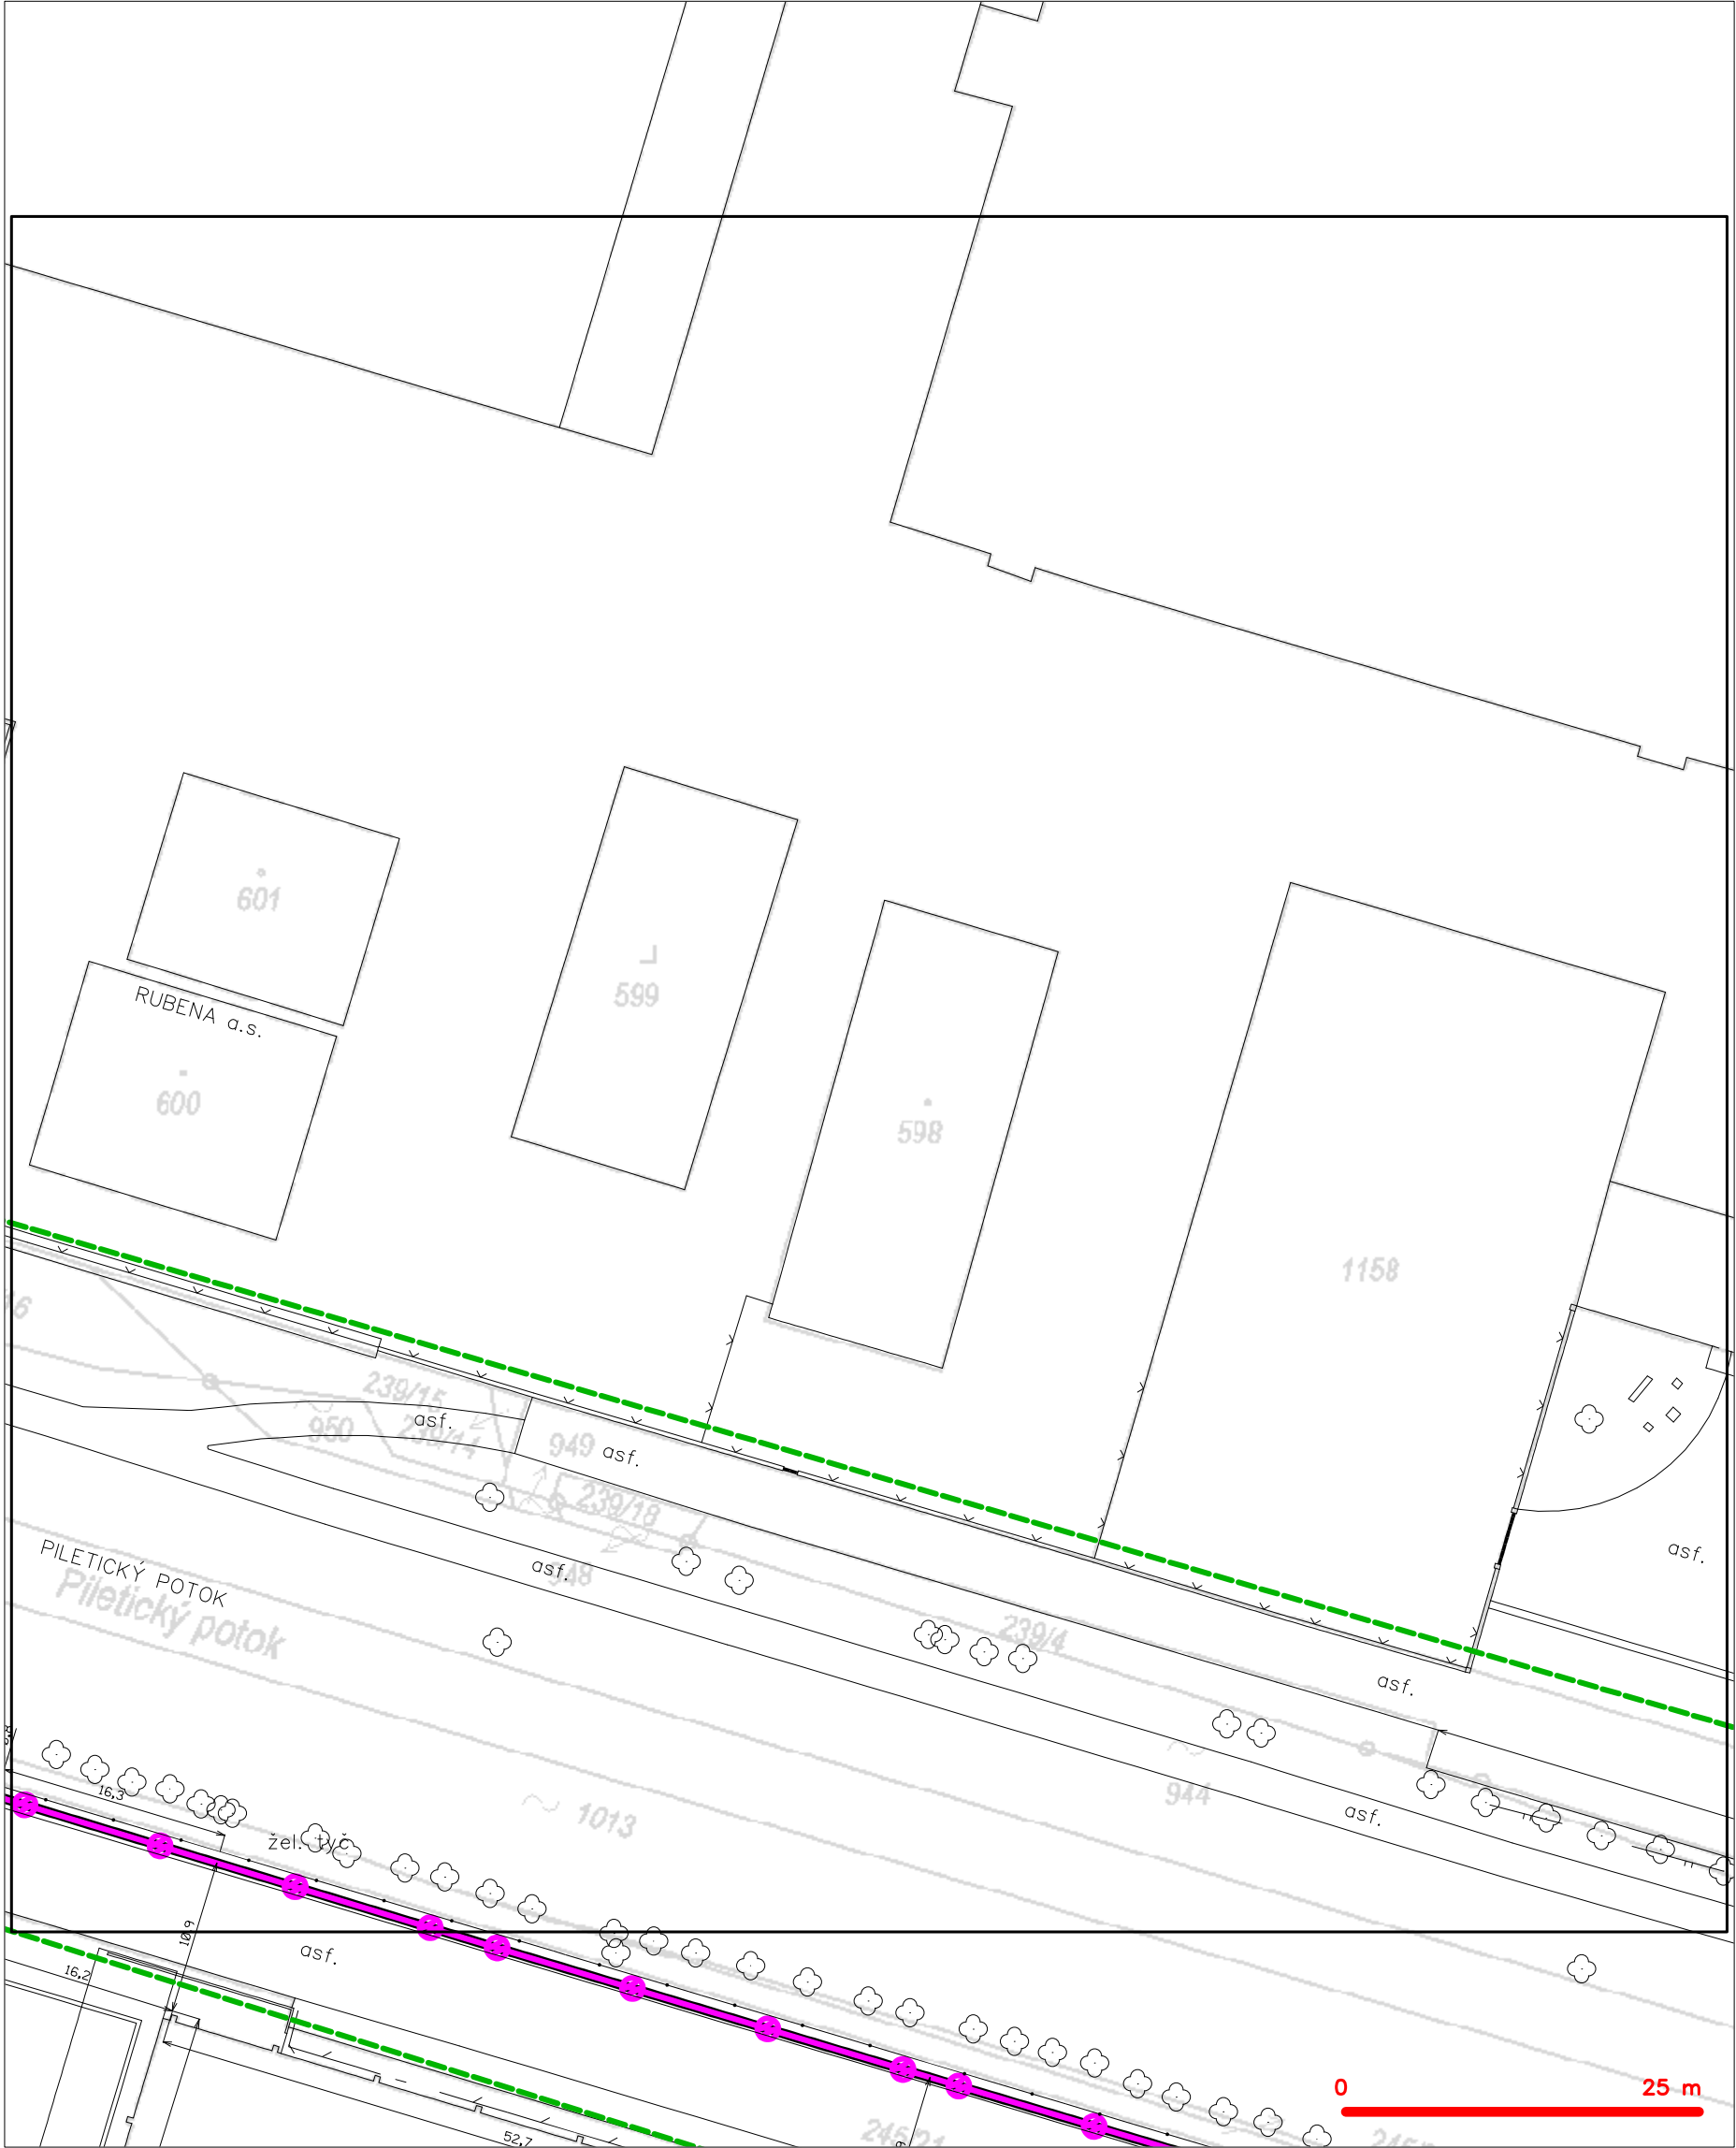 601
599
RUBENA a.s.
600
598
1158
239/15
asf.
950
239/14
949
asf.
239/18
asf.
948
asf.
PILETICKÝ POTOK
Piletický potok
239/4
asf.
944
asf.
16,3
1013
žel. tyč
10,9
asf.
16,2
52,7
0
25 m